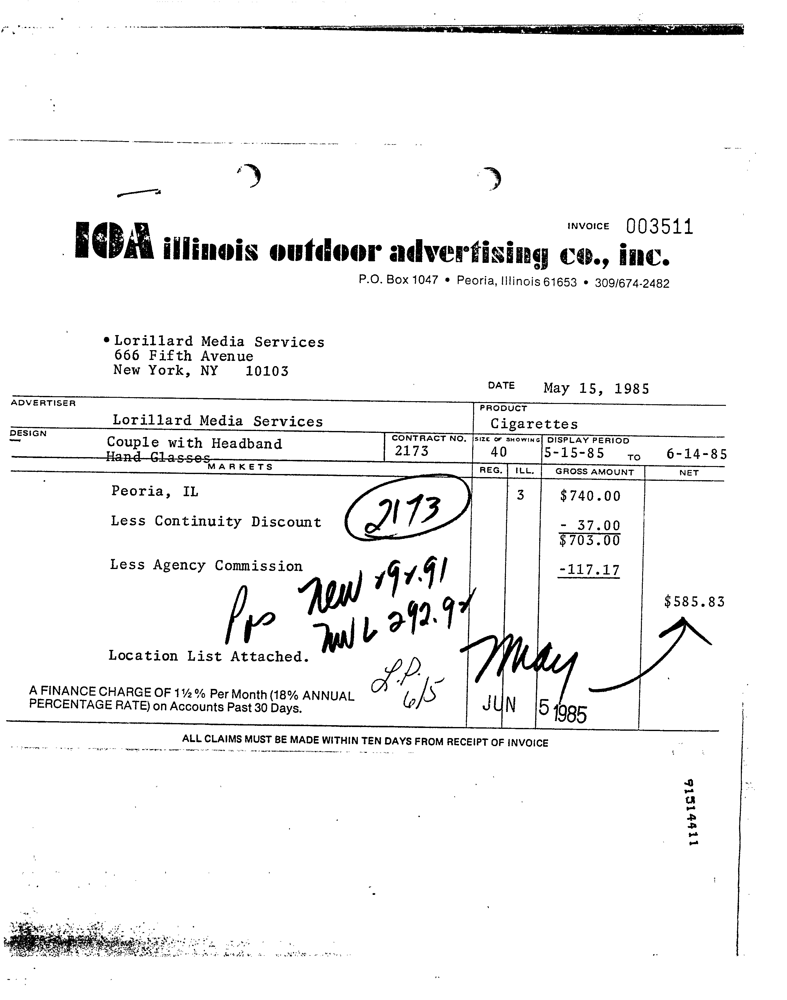 INVOICE 003511
IOA illinois outdoor advertising co., inc.
P.O. Box 1047 • Peoria, Illinois 61653 • 309/674-2482
• Lorillard Media Services
666 Fifth Avenue
New York, NY 10103
DATE May 15, 1985
ADVERTISER PRODUCT
Lorillard Media Services Cigarettes
DESIGN CONTRACT NO. SIZE OF SHOWING DISPLAY PERIOD
Couple with Headband 2173 40 5-15-85 TO 6-14-85
Hand Glasses
MARKETS REG. ILL. GROSS AMOUNT NET
Peoria, IL 3 $740.00
2173
Less Continuity Discount - 37.00
$703.00
Less Agency Commission -117.17
$585.83
new
292.92
Location List Attached.
May
L.P.
6/5
A FINANCE CHARGE OF 1½% Per Month (18% ANNUAL
PERCENTAGE RATE) on Accounts Past 30 Days.
JUN 5 1985
ALL CLAIMS MUST BE MADE WITHIN TEN DAYS FROM RECEIPT OF INVOICE
91514411